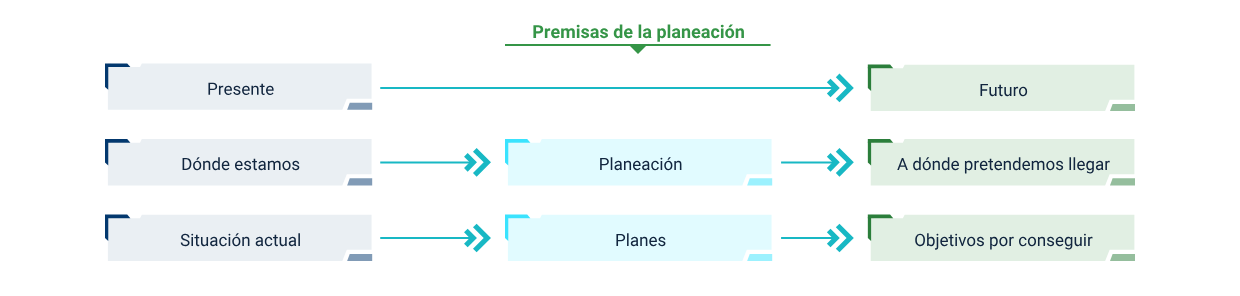 Premisas de la planeación
Presente
Futuro
Dónde estamos
Planeación
A dónde pretendemos llegar
Situación actual
Planes
Objetivos por conseguir